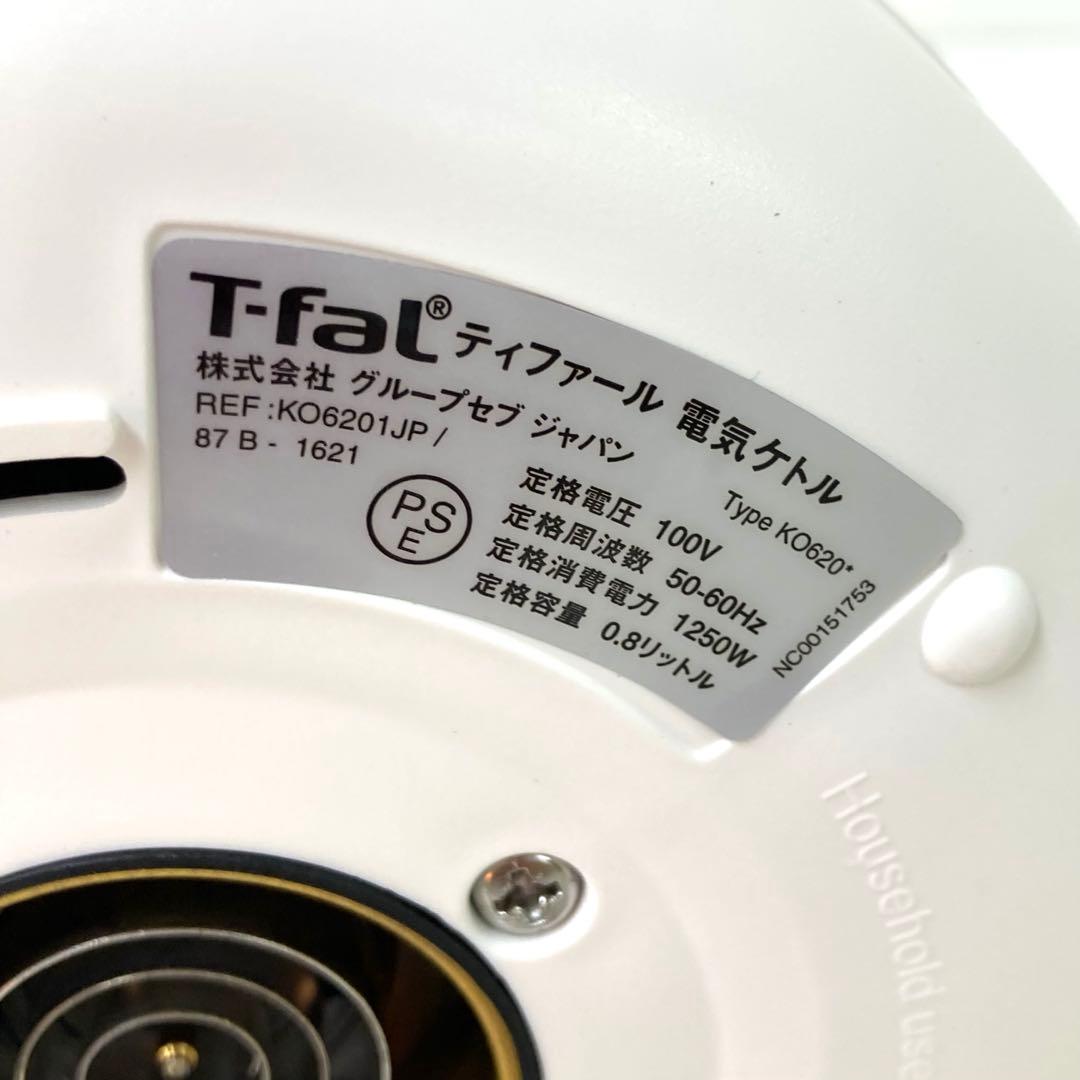 T-fal® ティファール 電気ケトル
株式会社 グループセブ ジャパン
REF:KO6201JP /
87 B - 1621
Type KO620*
PS
E
定格電圧 100V
定格周波数 50-60Hz
定格消費電力 1250W
定格容量 0.8リットル
NC00151753
Household use